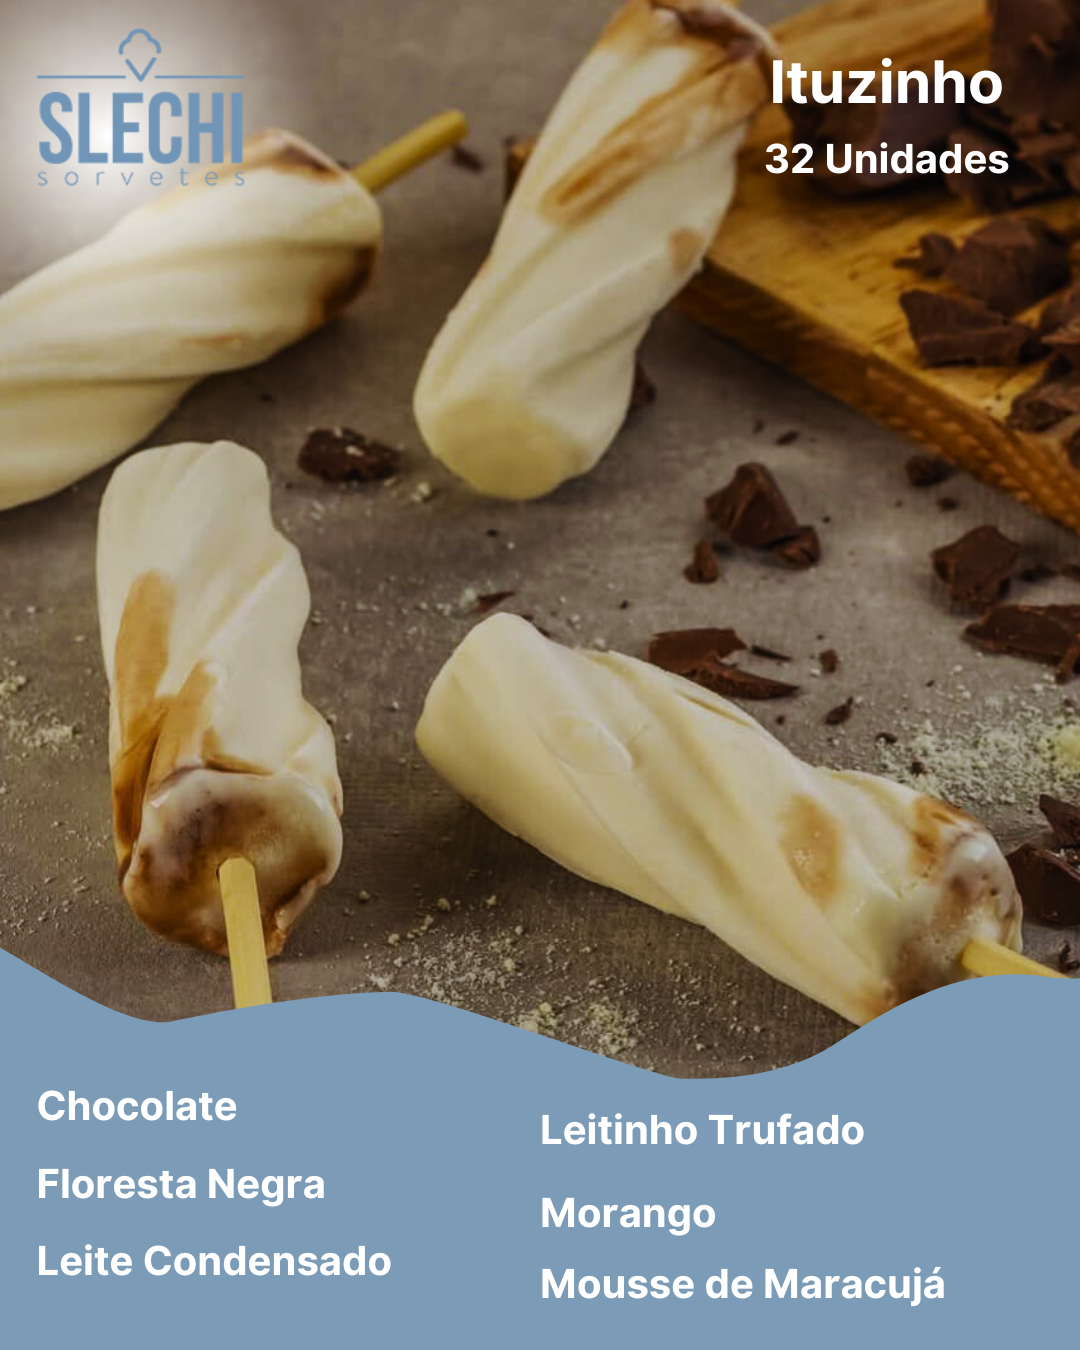 SLECHI
sorvetes
Ituzinho
32 Unidades
Chocolate
Floresta Negra
Leite Condensado
Leitinho Trufado
Morango
Mousse de Maracujá